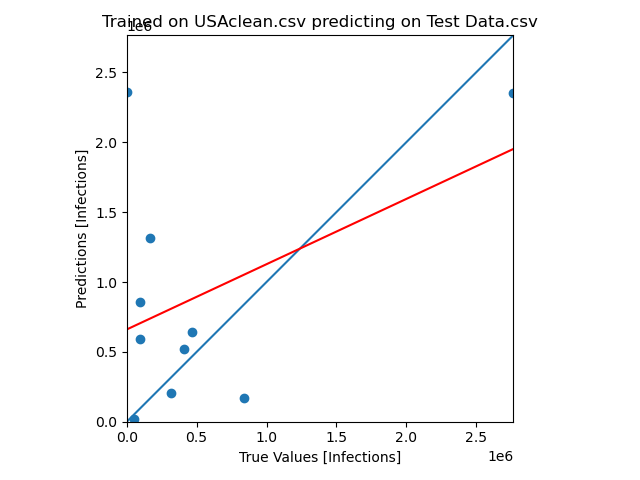 Trained on USAclean.csv predicting on Test Data.csv
1e6
2.5
2.0
1.5
1.0
0.5
0.0
Predictions [Infections]
0.0 0.5 1.0 1.5 2.0 2.5
True Values [Infections]
1e6